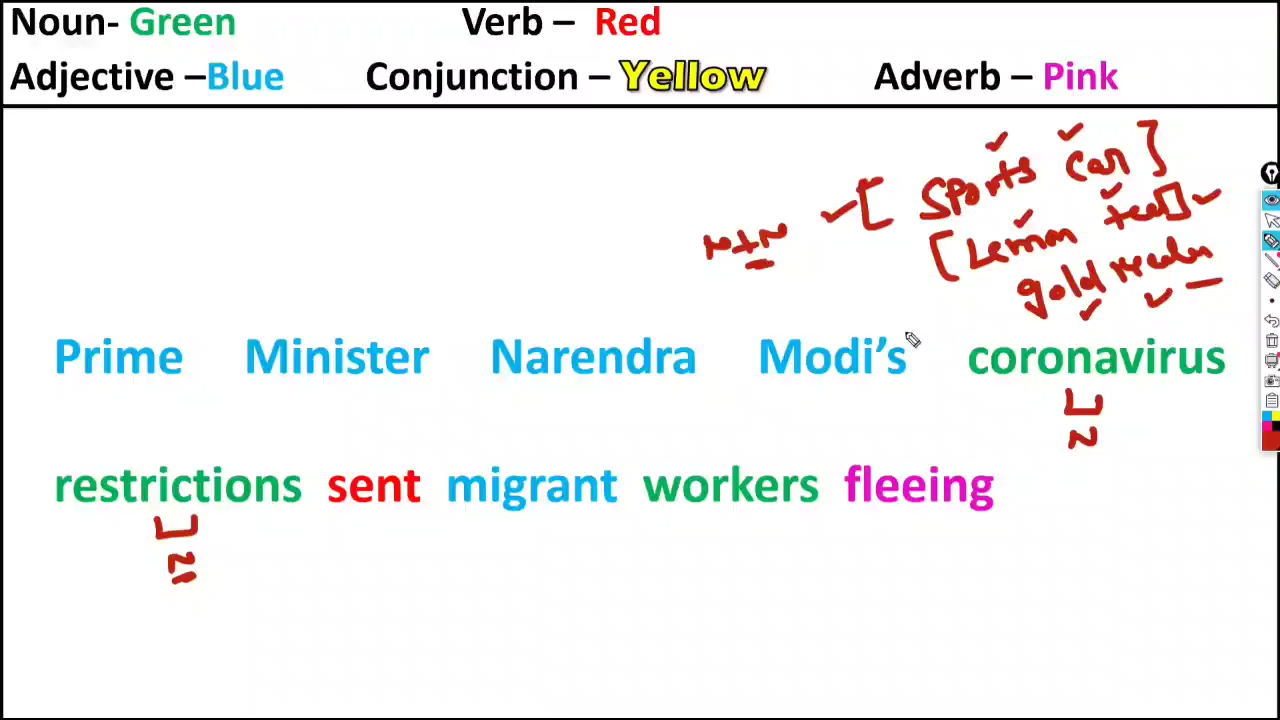 Noun- Green Verb – Red
Adjective –Blue Conjunction – Yellow Adverb – Pink
[ Sports car ]
N+N [ Lemon tea ]
gold
Prime Minister Narendra Modi’s coronavirus
N
restrictions sent migrant workers fleeing
N